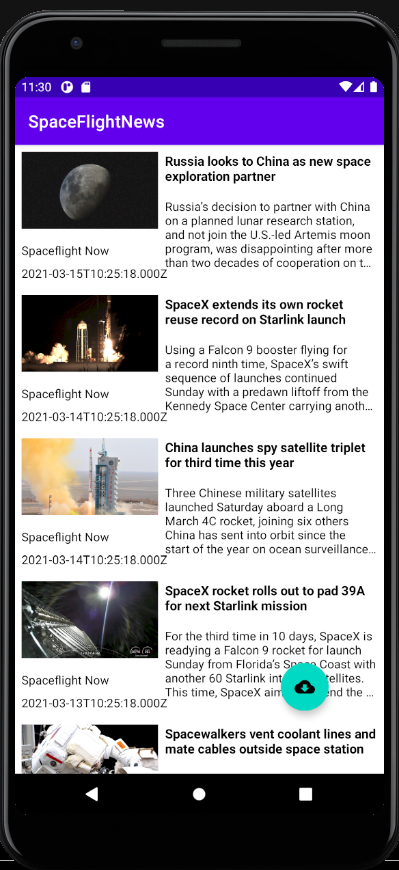 11:30
SpaceFlightNews
Russia looks to China as new space
exploration partner
Russia's decision to partner with China
on a planned lunar research station,
and not join the U.S.-led Artemis moon
program, was disappointing after more
than two decades of cooperation on t…
Spaceflight Now
2021-03-15T10:25:18.000Z
SpaceX extends its own rocket
reuse record on Starlink launch
Using a Falcon 9 booster flying for
a record ninth time, SpaceX's swift
sequence of launches continued
Sunday with a predawn liftoff from the
Kennedy Space Center carrying anoth…
Spaceflight Now
2021-03-14T10:25:18.000Z
China launches spy satellite triplet
for third time this year
Three Chinese military satellites
launched Saturday aboard a Long
March 4C rocket, joining six others
China has sent into orbit since the
start of the year on ocean surveillance…
Spaceflight Now
2021-03-14T10:25:18.000Z
SpaceX rocket rolls out to pad 39A
for next Starlink mission
For the third time in 10 days, SpaceX is
readying a Falcon 9 rocket for launch
Sunday from Florida's Space Coast with
another 60 Starlink
This time, SpaceX the …
Spaceflight Now
2021-03-13T10:25:18.000Z
Spacewalkers vent coolant lines and
mate cables outside space station